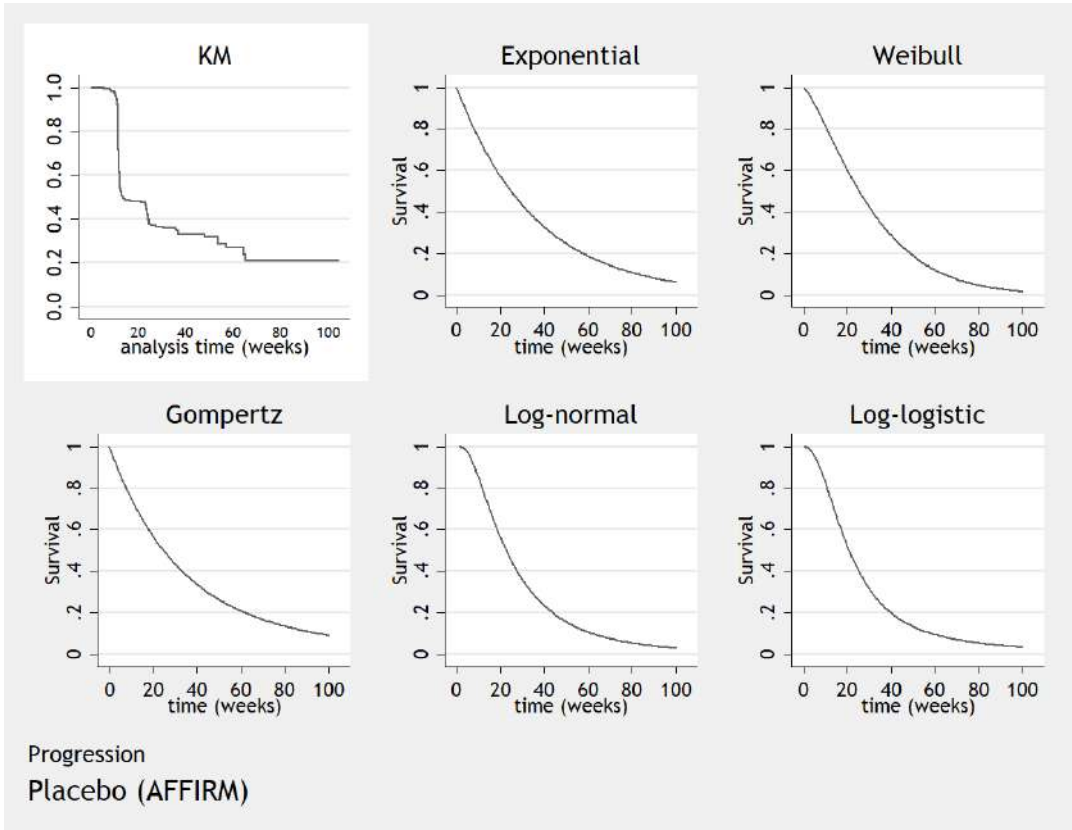 KM
1.0
0.8
0.6
0.4
0.2
0.0
0 20 40 60 80 100
analysis time (weeks)
Exponential
Survival
1
.8
.6
.4
.2
0
0 20 40 60 80 100
time (weeks)
Weibull
Survival
1
.8
.6
.4
.2
0
0 20 40 60 80 100
time (weeks)
Gompertz
Survival
1
.8
.6
.4
.2
0
0 20 40 60 80 100
time (weeks)
Log-normal
Survival
1
.8
.6
.4
.2
0
0 20 40 60 80 100
time (weeks)
Log-logistic
Survival
1
.8
.6
.4
.2
0
0 20 40 60 80 100
time (weeks)
Progression
Placebo (AFFIRM)